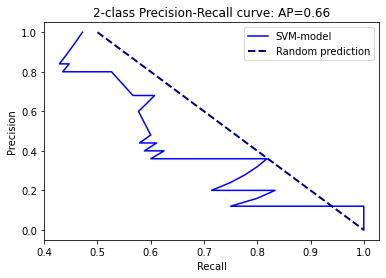 2-class Precision-Recall curve: AP=0.66
SVM-model
Random prediction
Precision
1.0
0.8
0.6
0.4
0.2
0.0
0.4 0.5 0.6 0.7 0.8 0.9 1.0
Recall